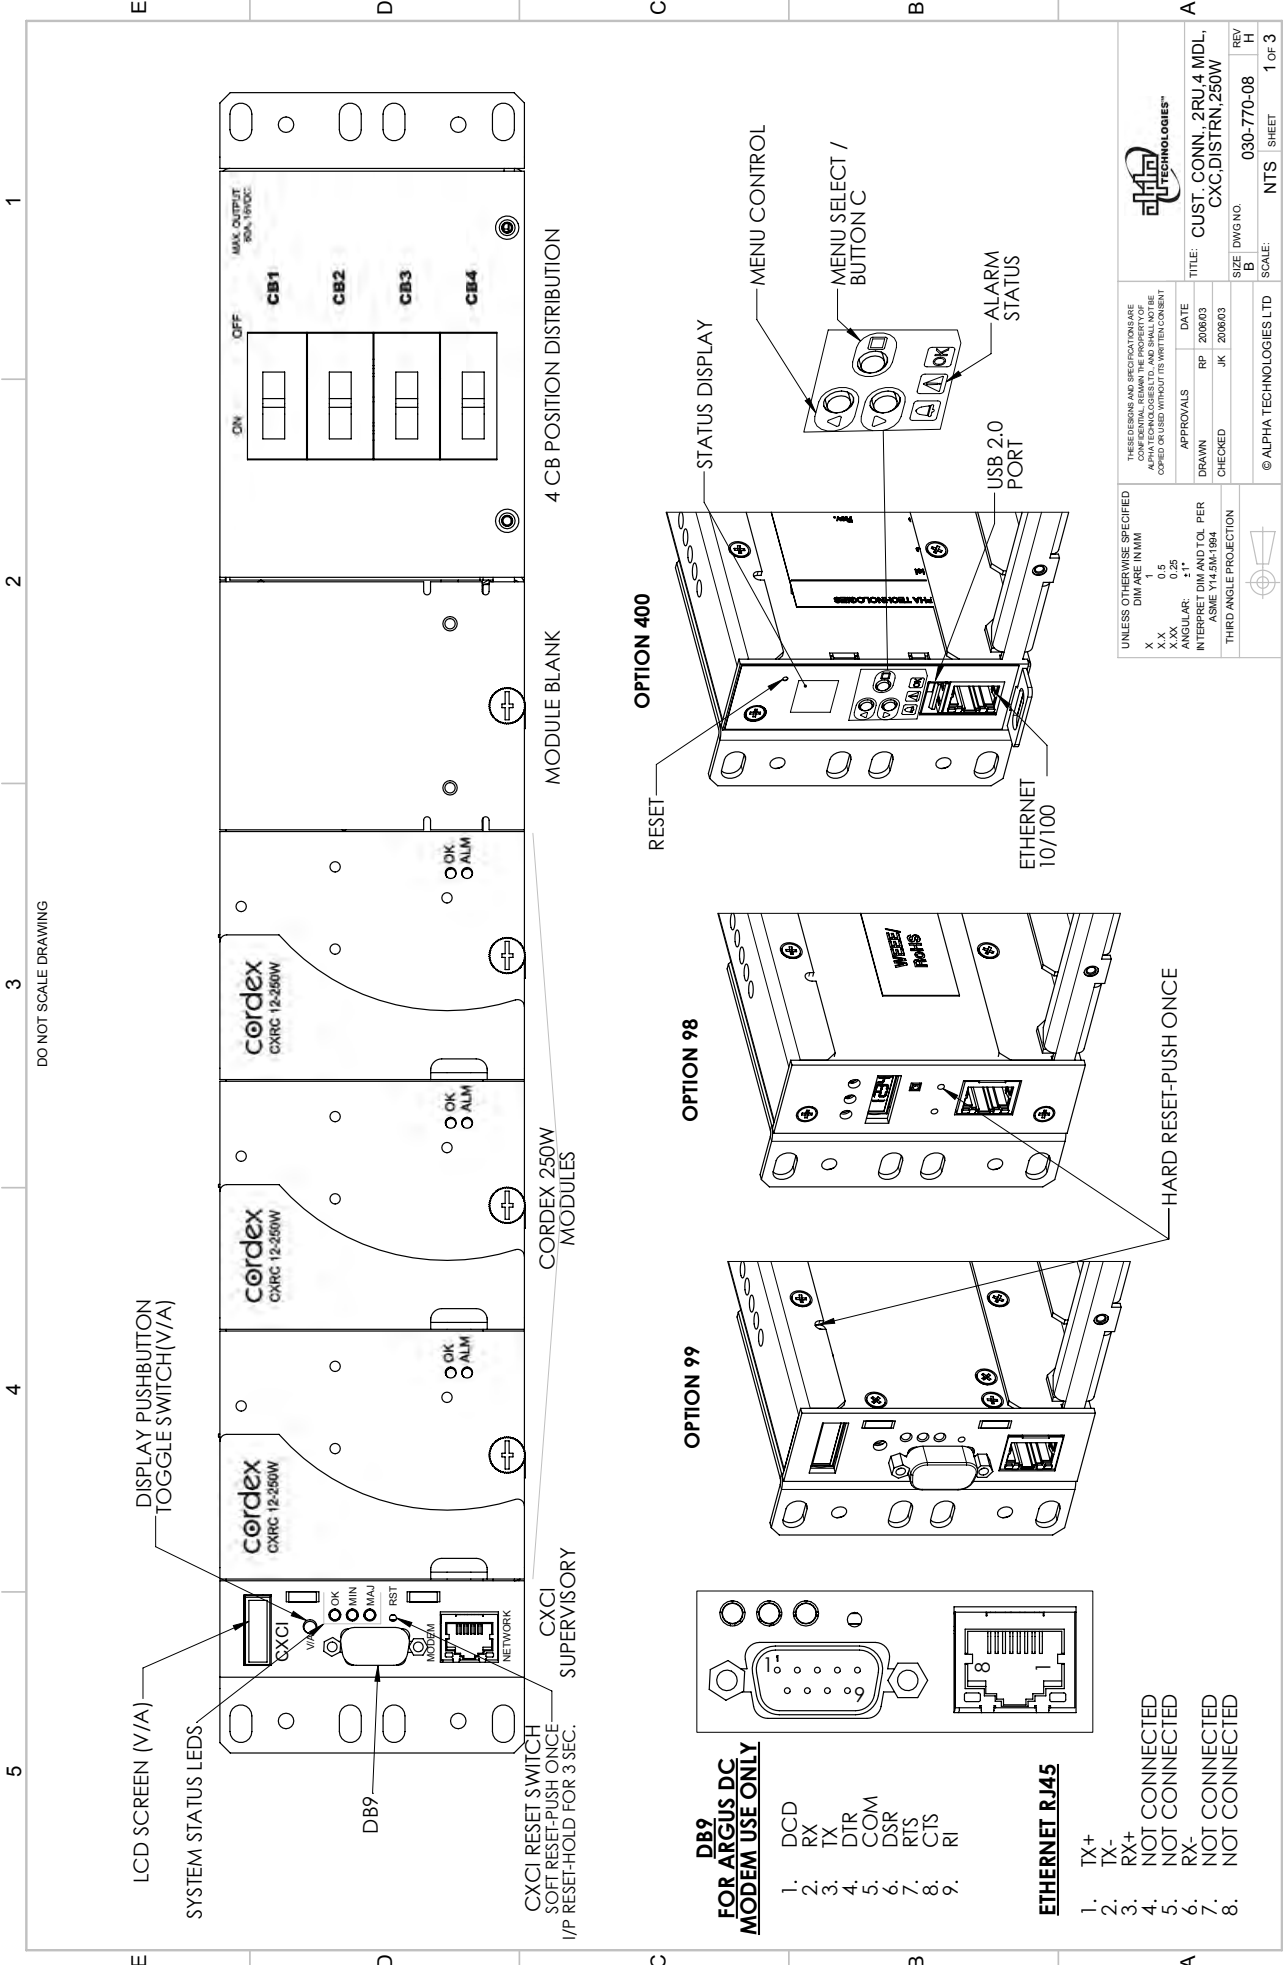 DO NOT SCALE DRAWING
5
4
3
2
1
E
D
C
B
A
E
D
C
B
A
LCD SCREEN (V/A)
DISPLAY PUSHBUTTON
TOGGLE SWITCH(V/A)
SYSTEM STATUS LEDS
DB9
CXCI RESET SWITCH
SOFT RESET-PUSH ONCE
I/P RESET-HOLD FOR 3 SEC.
CXCI
SUPERVISORY
CXCI
V/A
OK
MIN
MAJ
RST
MODEM
NETWORK
cordex
CXRC 12-250W
OK
ALM
cordex
CXRC 12-250W
OK
ALM
cordex
CXRC 12-250W
OK
ALM
CORDEX 250W
MODULES
MODULE BLANK
ON
OFF
MAX. OUTPUT
CB1
CB2
CB3
CB4
4 CB POSITION DISTRIBUTION
DB9
FOR ARGUS DC
MODEM USE ONLY
1. DCD
2. RX
3. TX
4. DTR
5. COM
6. DSR
7. RTS
8. CTS
9. RI
1
9
ETHERNET RJ45
1. TX+
2. TX-
3. RX+
4. NOT CONNECTED
5. NOT CONNECTED
6. RX-
7. NOT CONNECTED
8. NOT CONNECTED
8
1
OPTION 99
OPTION 98
WEEE/
RoHS
HARD RESET-PUSH ONCE
OPTION 400
RESET
STATUS DISPLAY
MENU CONTROL
MENU SELECT /
BUTTON C
ALARM
STATUS
OK
USB 2.0
PORT
ETHERNET
10/100
UNLESS OTHERWISE SPECIFIED
DIM ARE IN MM
X 1
X.X 0.5
X.XX 0.25
ANGULAR: ±1°
INTERPRET DIM AND TOL PER
ASME Y14.5M-1994
THIRD ANGLE PROJECTION
THESE DESIGNS AND SPECIFICATIONS ARE
CONFIDENTIAL, REMAIN THE PROPERTY OF
ALPHA TECHNOLOGIES LTD., AND SHALL NOT BE
COPIED OR USED WITHOUT ITS WRITTEN CONSENT
APPROVALS DATE
DRAWN RP 2006/03
CHECKED JK 2006/03
© ALPHA TECHNOLOGIES LTD
alpha
TECHNOLOGIES™
TITLE: CUST. CONN., 2RU,4 MDL,
CXC,DISTRN,250W
SIZE B
DWG NO. 030-770-08
REV H
SCALE: NTS
SHEET 1 OF 3